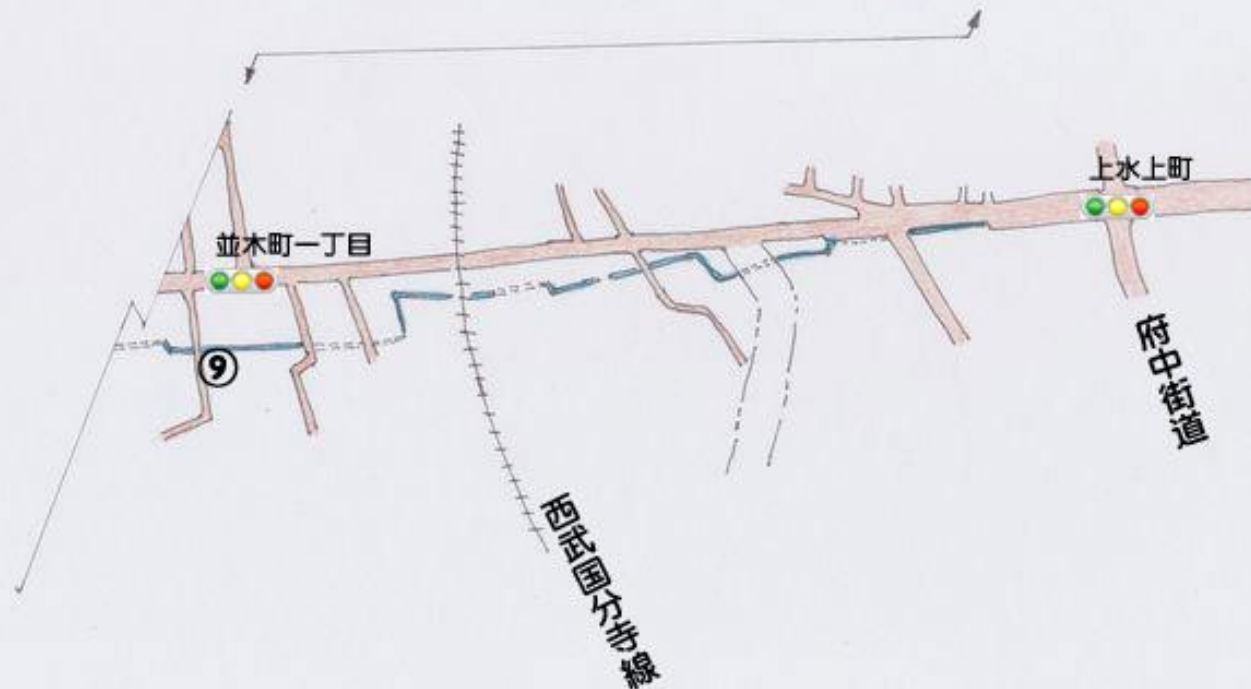 上水上町
並木町一丁目
⑨
府中街道
西武国分寺線